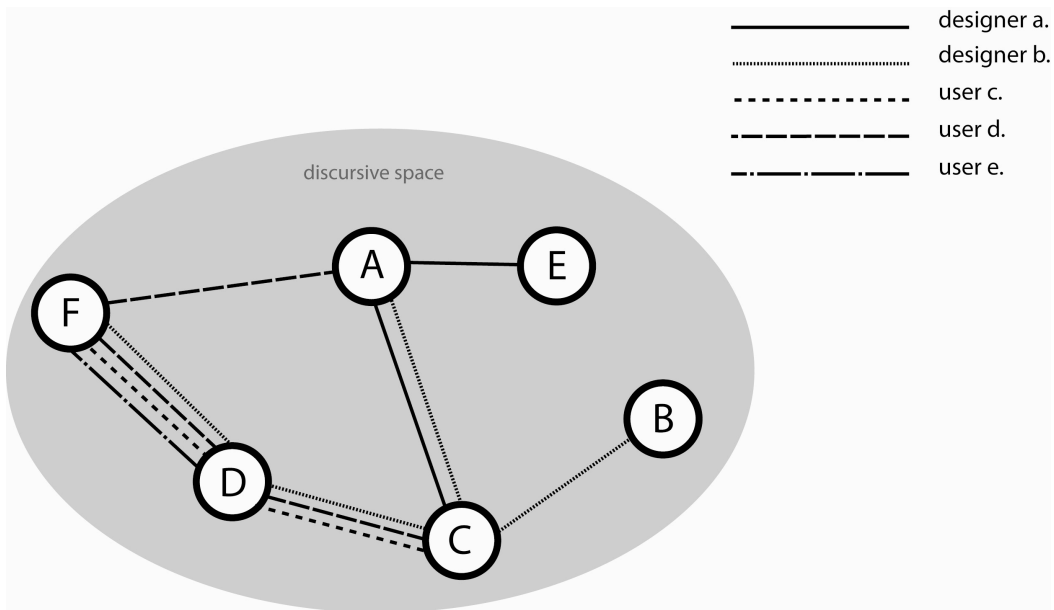 designer a.
designer b.
user c.
user d.
user e.
discursive space
A
E
F
B
D
C